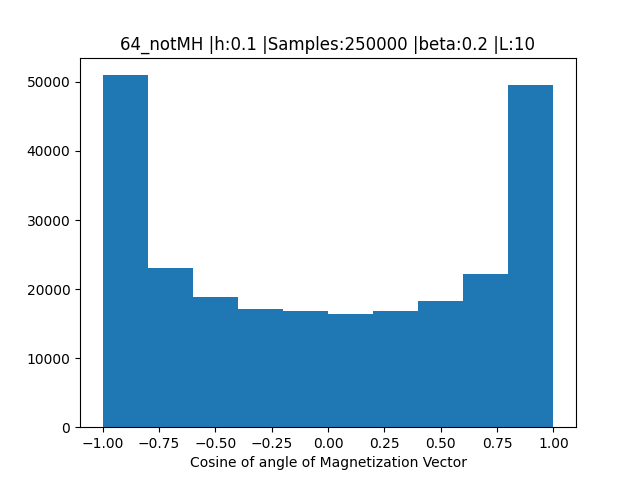 64_notMH |h:0.1 |Samples:250000 |beta:0.2 |L:10
50000
40000
30000
20000
10000
0
−1.00 −0.75 −0.50 −0.25 0.00 0.25 0.50 0.75 1.00
Cosine of angle of Magnetization Vector